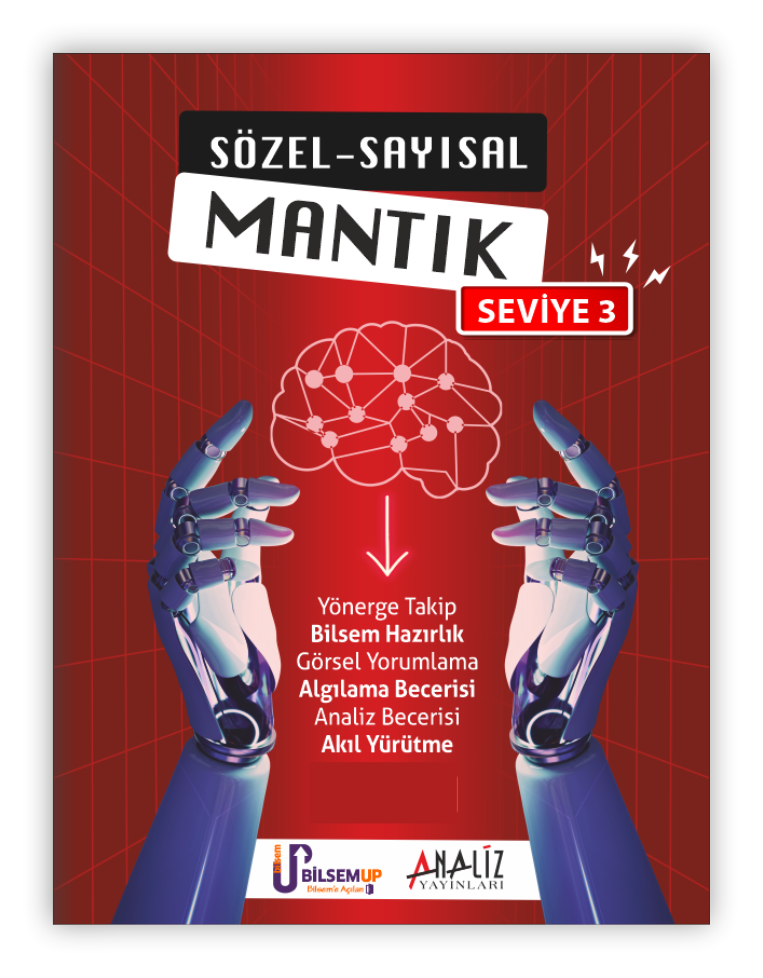 SÖZEL-SAYISAL
MANTIK
SEVİYE 3
Yönerge Takip
Bilsem Hazırlık
Görsel Yorumlama
Algılama Becerisi
Analiz Becerisi
Akıl Yürütme
bilsem
BİLSEMUP
Bilsem'e Açılan
ANALİZ
YAYINLARI